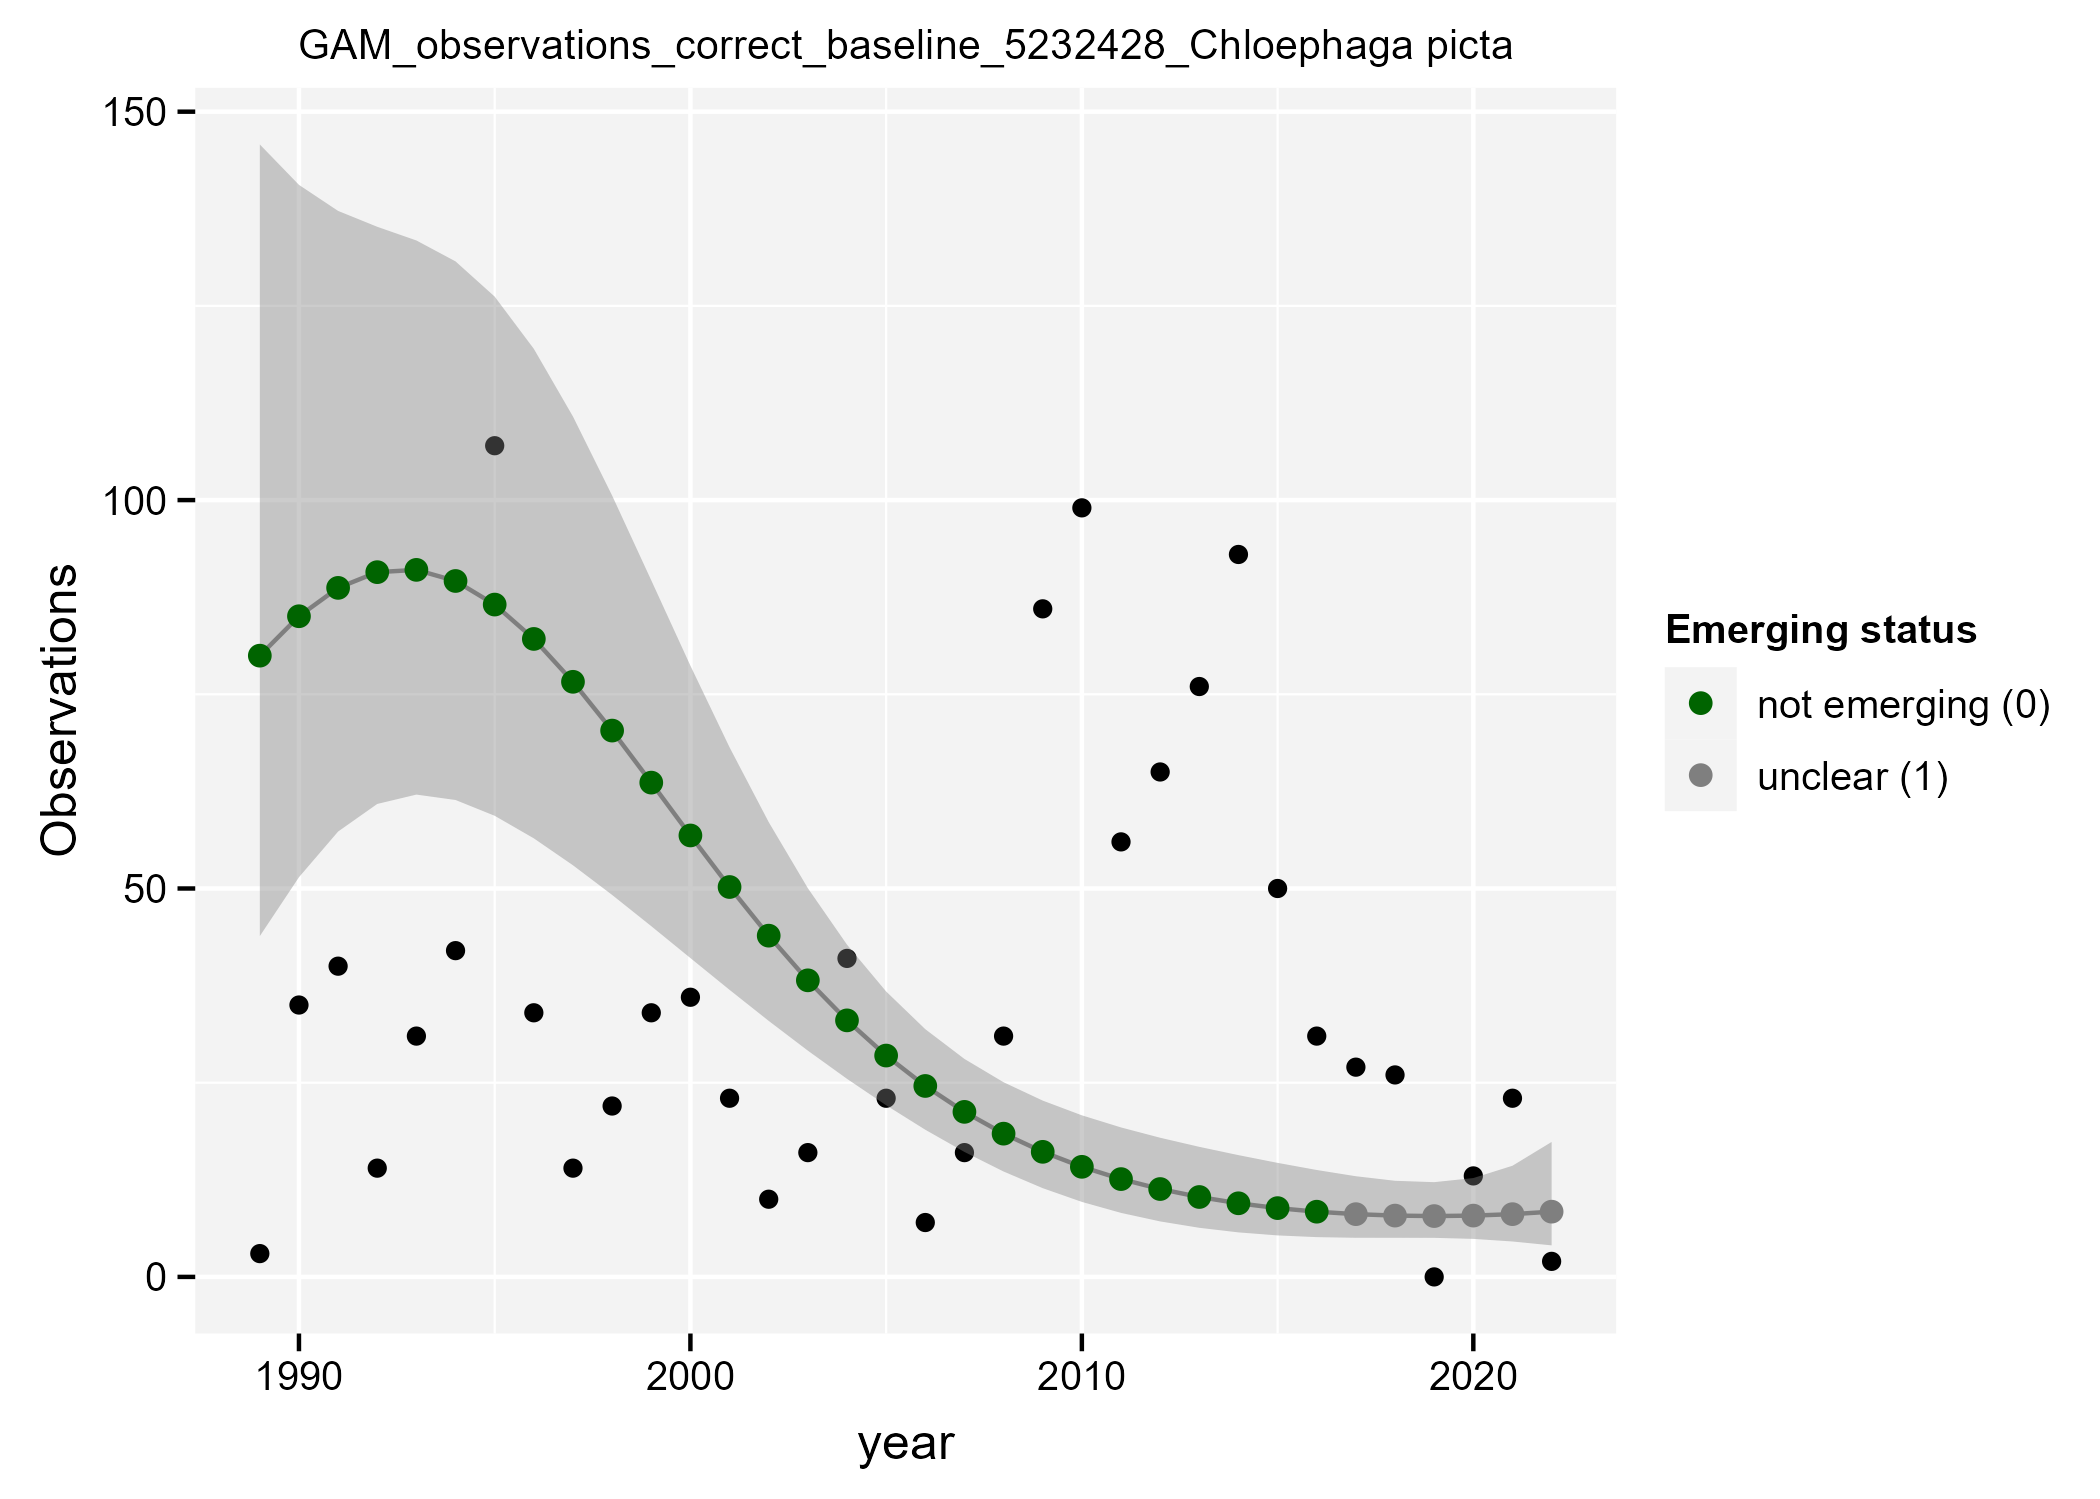 GAM_observations_correct_baseline_5232428_Chloephaga picta
150
100
50
0
Observations
1990 2000 2010 2020
year
Emerging status
not emerging (0)
unclear (1)